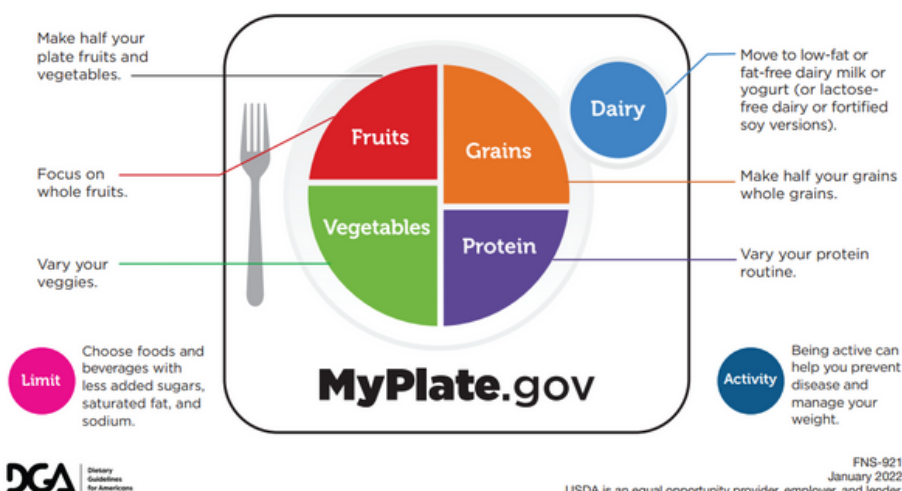 Make half your
plate fruits and
vegetables.
Focus on
whole fruits.
Vary your
veggies.
Fruits
Vegetables
Grains
Protein
Dairy
Move to low-fat or
fat-free dairy milk or
yogurt (or lactose-
free dairy or fortified
soy versions).
Make half your grains
whole grains.
Vary your protein
routine.
MyPlate.gov
Limit
Choose foods and
beverages with
less added sugars,
saturated fat, and
sodium.
Activity
Being active can
help you prevent
disease and
manage your
weight.
DGA
Dietary
Guidelines
for Americans
FNS-921
January 2022
USDA is an equal opportunity provider, employer, and lender